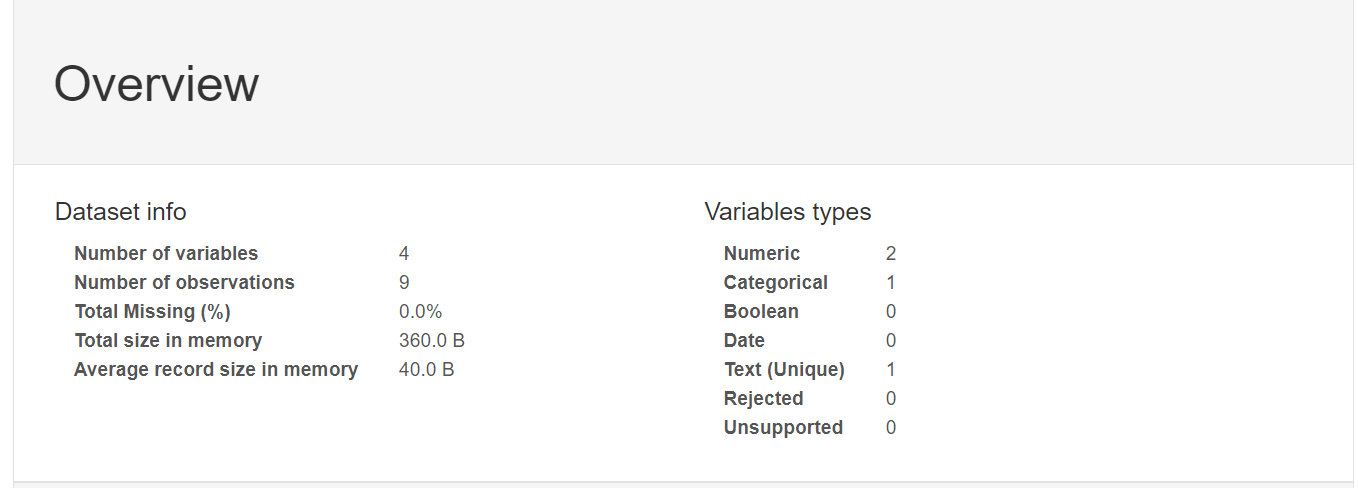 Overview
Dataset info
Number of variables 4
Number of observations 9
Total Missing (%) 0.0%
Total size in memory 360.0 B
Average record size in memory 40.0 B
Variables types
Numeric 2
Categorical 1
Boolean 0
Date 0
Text (Unique) 1
Rejected 0
Unsupported 0